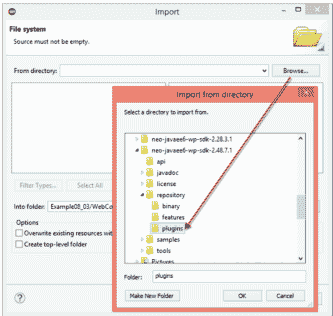 Import
File system
Source must not be empty.
From directory:
Browse...
Import from directory
Select a directory to import from.
neo-javaee6-wp-sdk-2.28.3.1
neo-javaee6-wp-sdk-2.48.7.1
api
javadoc
license
repository
binary
features
plugins
samples
tools
Pictures
Filter Types...
Select All
Into folder: Example08_03/WebCo
Options
Overwrite existing resources wit
Create top-level folder
Folder: plugins
Make New Folder
OK
Cancel